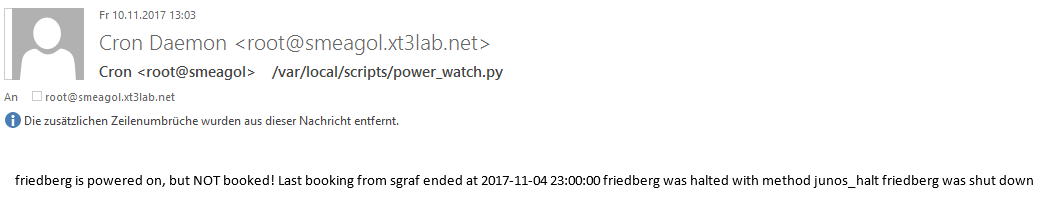 Fr 10.11.2017 13:03
Cron Daemon <root@smeagol.xt3lab.net>
Cron <root@smeagol> /var/local/scripts/power_watch.py
An root@smeagol.xt3lab.net
Die zusätzlichen Zeilenumbrüche wurden aus dieser Nachricht entfernt.
friedberg is powered on, but NOT booked! Last booking from sgraf ended at 2017-11-04 23:00:00 friedberg was halted with method junos_halt friedberg was shut down